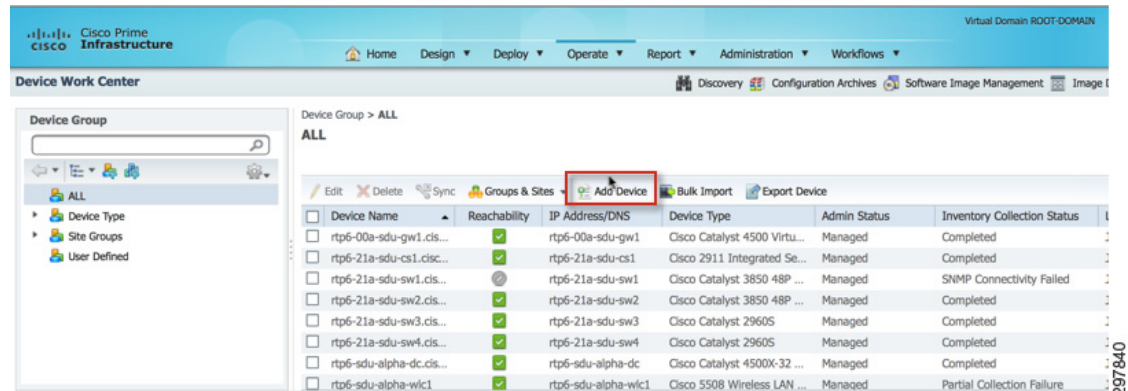 Cisco Prime
CISCO Infrastructure
Virtual Domain ROOT-DOMAIN
Home Design Deploy Operate Report Administration Workflows
Device Work Center
Discovery Configuration Archives Software Image Management Image
Device Group
Device Group > ALL
ALL
Edit Delete Sync Groups & Sites Add Device Bulk Import Export Device
ALL
Device Type
Site Groups
User Defined
Device Name Reachability IP Address/DNS Device Type Admin Status Inventory Collection Status
rtp6-00a-sdu-gw1.cis... rtp6-00a-sdu-gw1 Cisco Catalyst 4500 Virtu... Managed Completed
rtp6-21a-sdu-cs1.cisc... rtp6-21a-sdu-cs1 Cisco 2911 Integrated Se... Managed Completed
rtp6-21a-sdu-sw1.cis... rtp6-21a-sdu-sw1 Cisco Catalyst 3850 48P ... Managed SNMP Connectivity Failed
rtp6-21a-sdu-sw2.cis... rtp6-21a-sdu-sw2 Cisco Catalyst 3850 48P ... Managed Completed
rtp6-21a-sdu-sw3.cis... rtp6-21a-sdu-sw3 Cisco Catalyst 2960S Managed Completed
rtp6-21a-sdu-sw4.cis... rtp6-21a-sdu-sw4 Cisco Catalyst 2960S Managed Completed
rtp6-sdu-alpha-dc.cis... rtp6-sdu-alpha-dc Cisco Catalyst 4500X-32 ... Managed Completed
rtp6-sdu-alpha-wlc1 rtp6-sdu-alpha-wlc1 Cisco 5508 Wireless LAN ... Managed Partial Collection Failure
297840